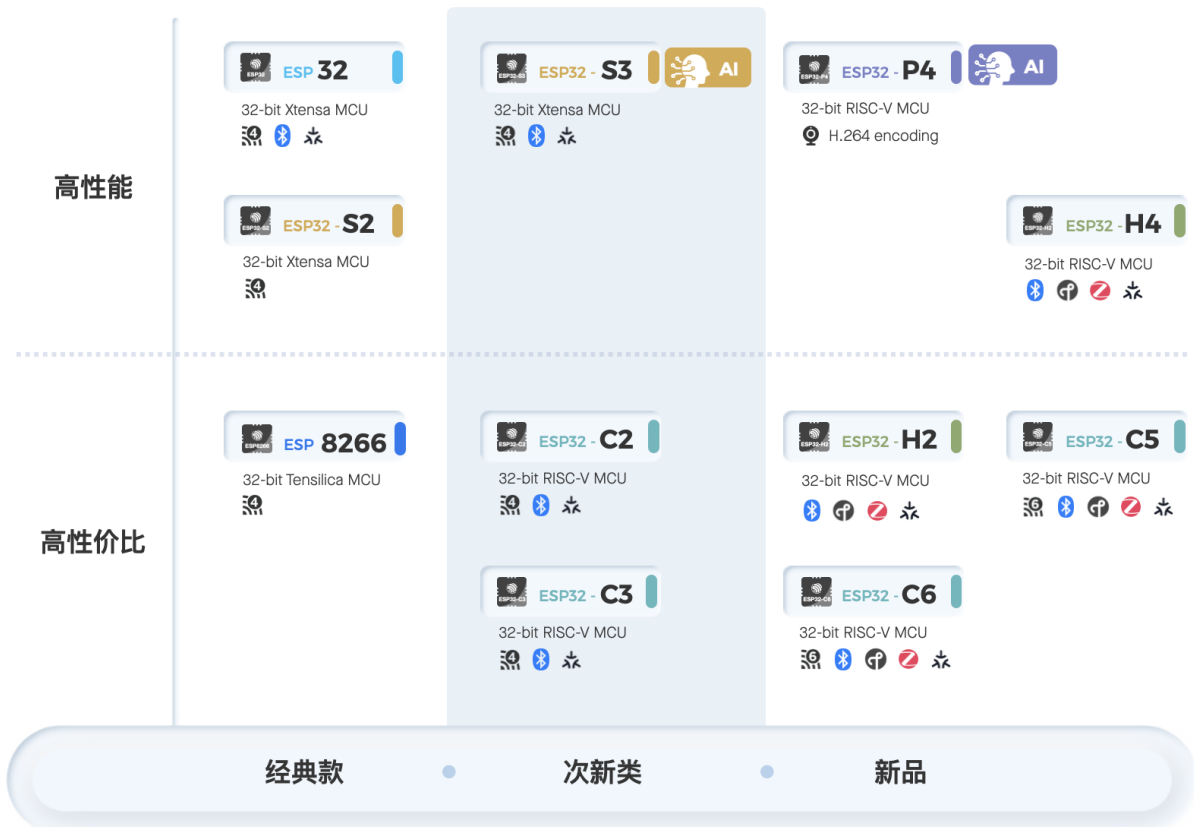 ESP 32
32-bit Xtensa MCU
ESP32 - S3
AI
32-bit Xtensa MCU
ESP32 - P4
AI
32-bit RISC-V MCU
H.264 encoding
高性能
ESP32 - S2
32-bit Xtensa MCU
ESP32 - H4
32-bit RISC-V MCU
高性价比
ESP 8266
32-bit Tensilica MCU
ESP32 - C2
32-bit RISC-V MCU
ESP32 - H2
32-bit RISC-V MCU
ESP32 - C5
32-bit RISC-V MCU
ESP32 - C3
32-bit RISC-V MCU
ESP32 - C6
32-bit RISC-V MCU
经典款
次新类
新品